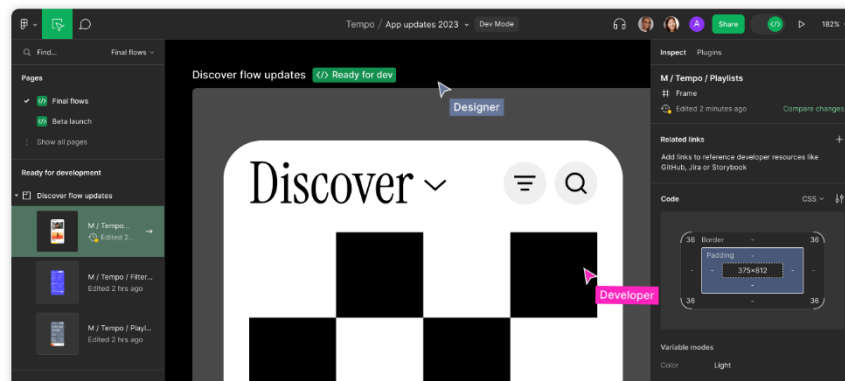 Tempo / App updates 2023
Dev Mode
A
Share
182%
Find...
Final flows
Pages
Final flows
Beta launch
Show all pages
Ready for development
Discover flow updates
M / Tempo...
Edited 2...
M / Tempo / Filter...
Edited 2 hrs ago
M / Tempo / Playl...
Edited 2 hrs ago
Discover flow updates
Ready for dev
Designer
Discover
Developer
Inspect
Plugins
M / Tempo / Playlists
Frame
Edited 2 minutes ago
Compare changes
Related links
Add links to reference developer resources like
GitHub, Jira or Storybook
Code
CSS
36 Border - 36
Padding -
- - 375×812 - -
-
36 - 36
Variable modes
Color Light